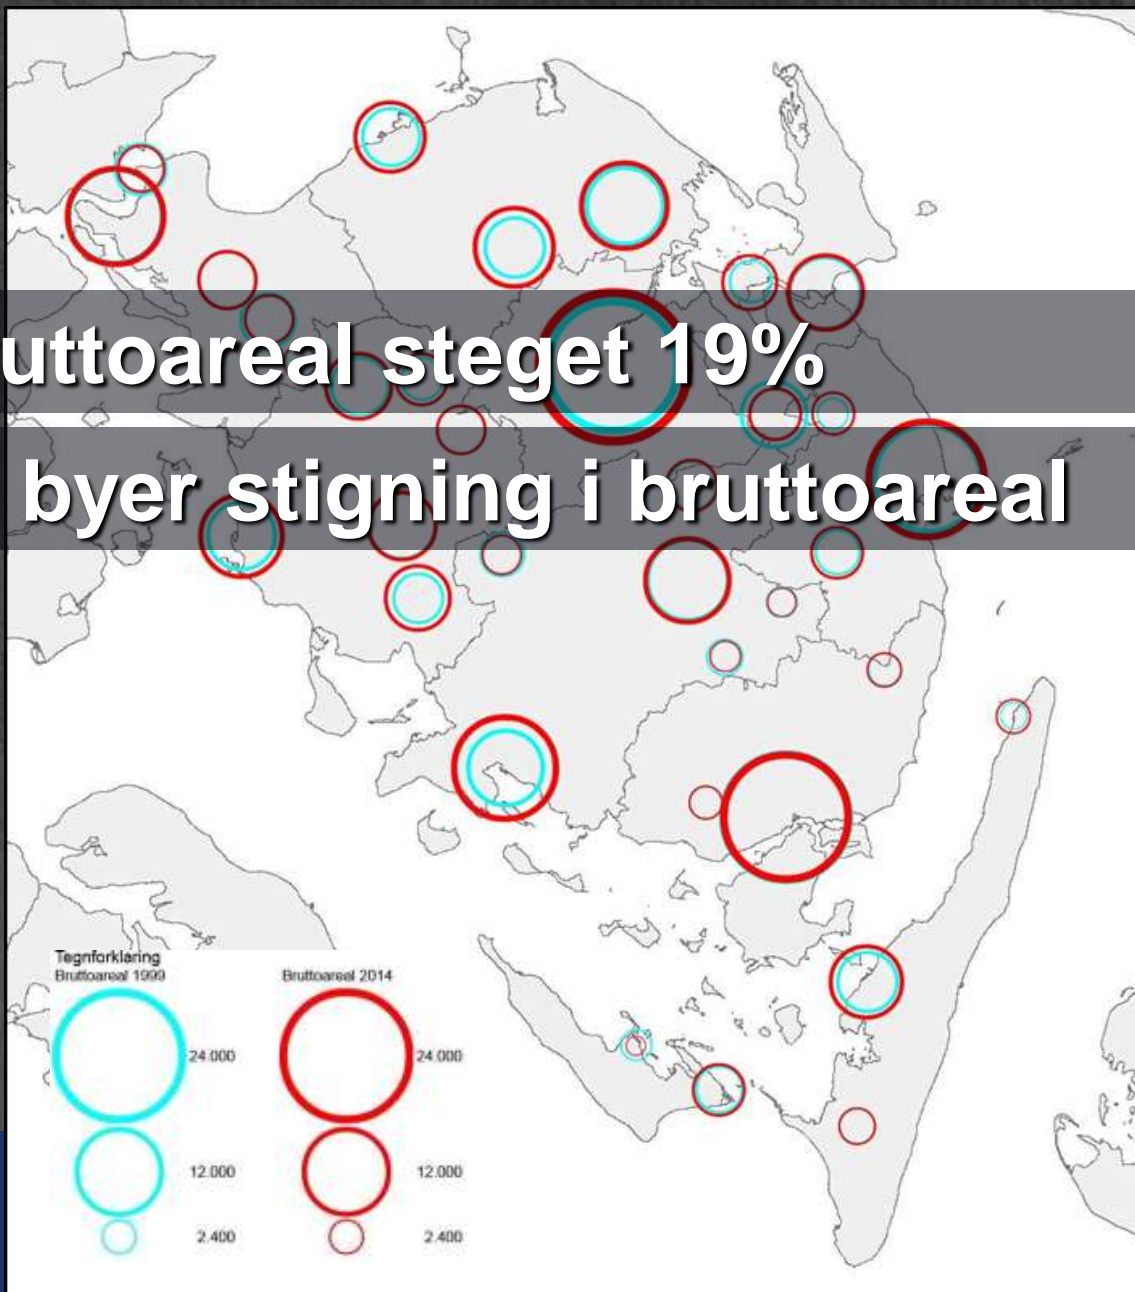 uttoareal steget 19%
byer stigning i bruttoareal
Tegnforklaring
Bruttoareal 1999 Bruttoareal 2014
24.000 24.000
12.000 12.000
2.400 2.400